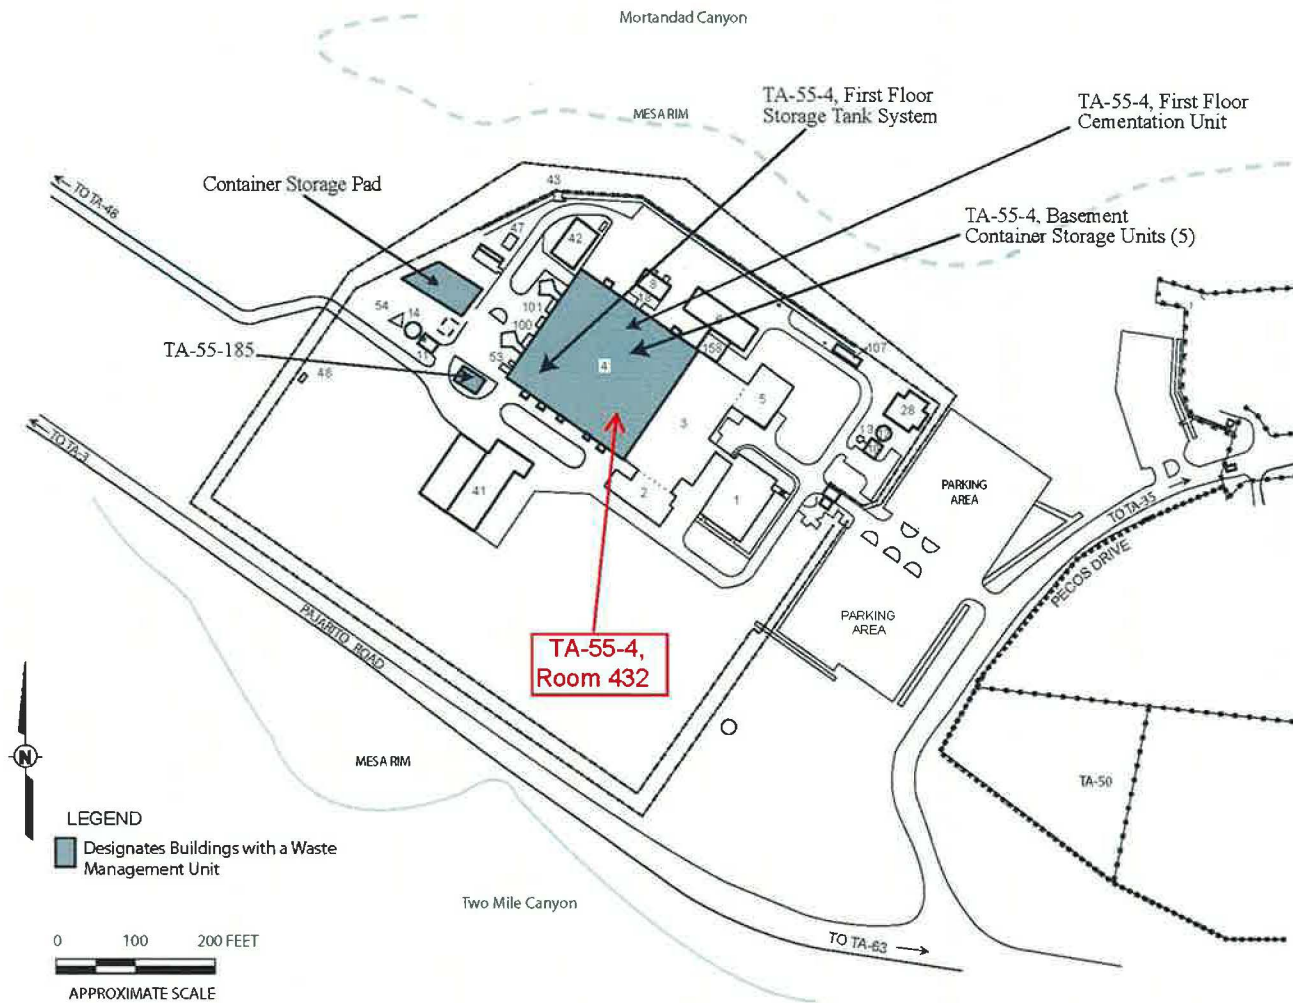 Mortandad Canyon
TA-55-4, First Floor
Storage Tank System
TA-55-4, First Floor
Cementation Unit
MESA RIM
Container Storage Pad
43
TO TA-48
TA-55-4, Basement
Container Storage Units (5)
47
42
8
18
101
54
14
100
6
11
158
107
TA-55-185
53
48
4
5
28
3
13
10
TO TA-3
41
2
1
PARKING
AREA
TO TA-35
PECOS DRIVE
PARKING
AREA
PAJARITO ROAD
TA-55-4,
Room 432
N
MESA RIM
TA-50
LEGEND
Designates Buildings with a Waste
Management Unit
Two Mile Canyon
0 100 200 FEET
TO TA-63
APPROXIMATE SCALE